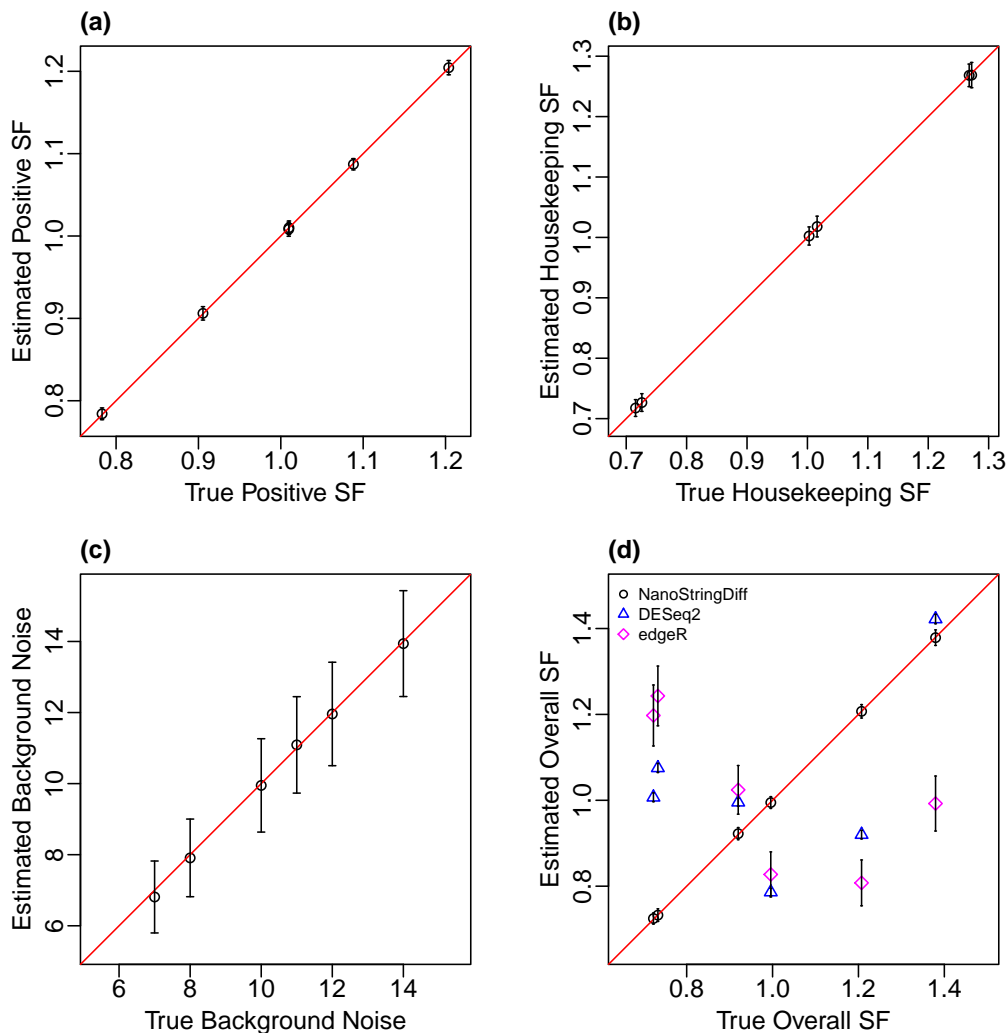 (a)
Estimated Positive SF
0.8 0.9 1.0 1.1 1.2
0.8 0.9 1.0 1.1 1.2
True Positive SF
(b)
Estimated Housekeeping SF
0.7 0.8 0.9 1.0 1.1 1.2 1.3
0.7 0.8 0.9 1.0 1.1 1.2 1.3
True Housekeeping SF
(c)
Estimated Background Noise
6 8 10 12 14
6 8 10 12 14
True Background Noise
(d)
NanoStringDiff
DESeq2
edgeR
Estimated Overall SF
0.8 1.0 1.2 1.4
0.8 1.0 1.2 1.4
True Overall SF